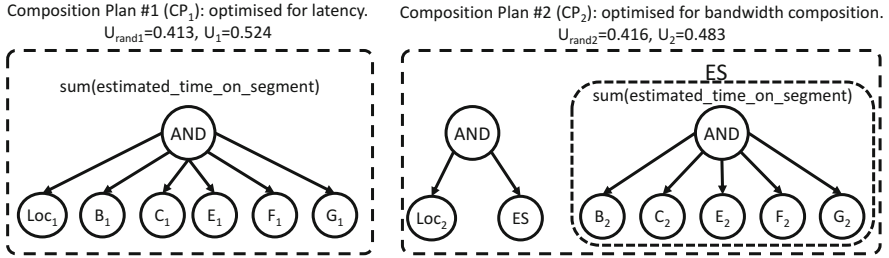 Composition Plan #1 (CP₁): optimised for latency.
U_rand1=0.413, U₁=0.524
sum(estimated_time_on_segment)
AND
Loc₁ B₁ C₁ E₁ F₁ G₁
Composition Plan #2 (CP₂): optimised for bandwidth composition.
U_rand2=0.416, U₂=0.483
ES
sum(estimated_time_on_segment)
AND AND
Loc₂ ES B₂ C₂ E₂ F₂ G₂